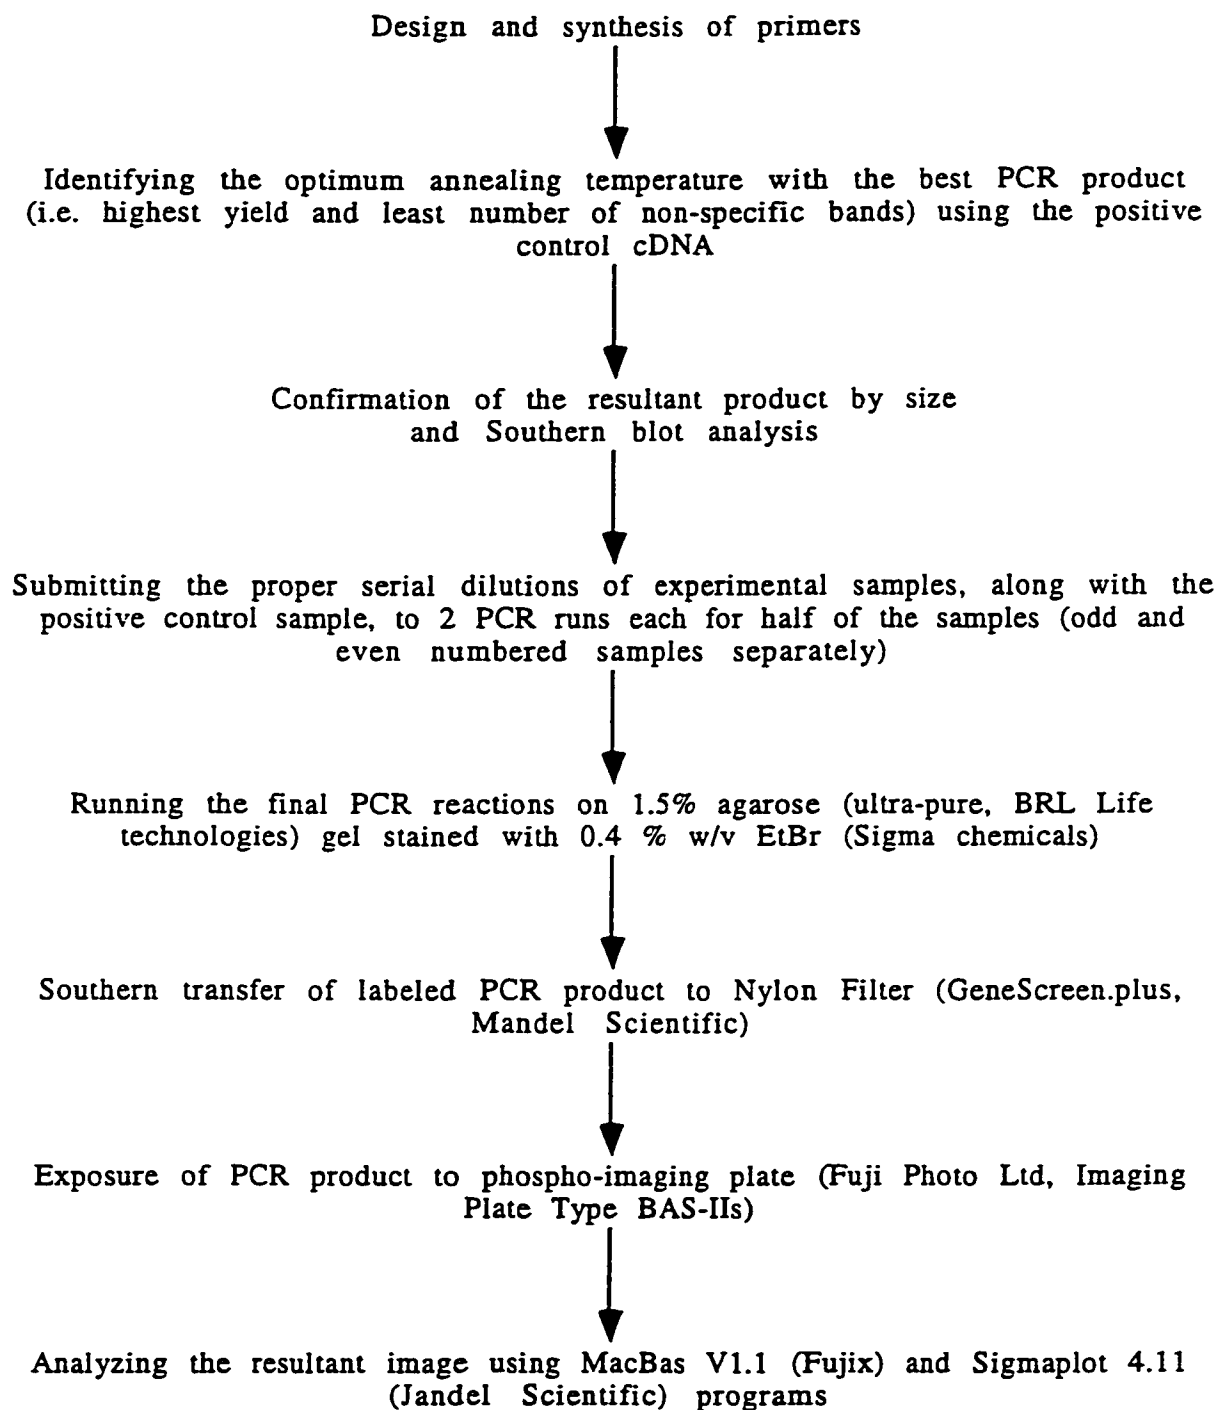 Design and synthesis of primers
Identifying the optimum annealing temperature with the best PCR product
(i.e. highest yield and least number of non-specific bands) using the positive
control cDNA
Confirmation of the resultant product by size
and Southern blot analysis
Submitting the proper serial dilutions of experimental samples, along with the
positive control sample, to 2 PCR runs each for half of the samples (odd and
even numbered samples separately)
Running the final PCR reactions on 1.5% agarose (ultra-pure, BRL Life
technologies) gel stained with 0.4 % w/v EtBr (Sigma chemicals)
Southern transfer of labeled PCR product to Nylon Filter (GeneScreen.plus,
Mandel Scientific)
Exposure of PCR product to phospho-imaging plate (Fuji Photo Ltd, Imaging
Plate Type BAS-IIs)
Analyzing the resultant image using MacBas V1.1 (Fujix) and Sigmaplot 4.11
(Jandel Scientific) programs